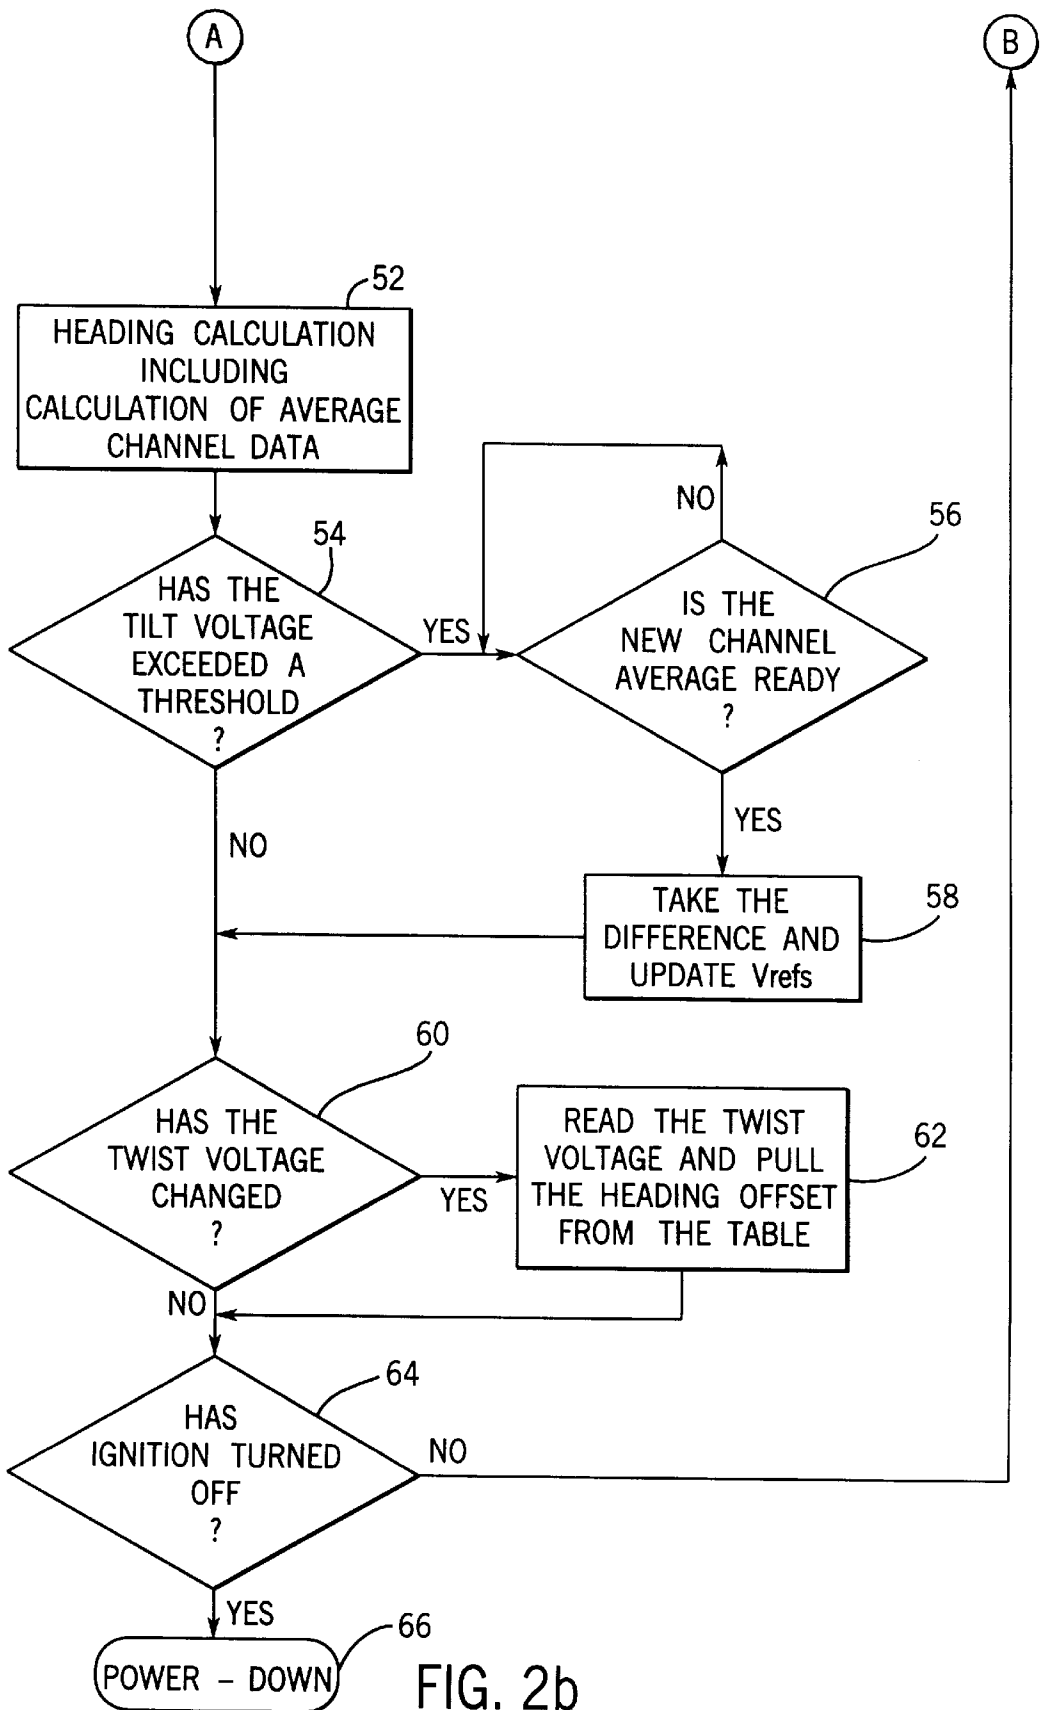 A
B
52
HEADING CALCULATION
INCLUDING
CALCULATION OF AVERAGE
CHANNEL DATA
54
HAS THE
TILT VOLTAGE
EXCEEDED A
THRESHOLD
?
YES
NO
56
IS THE
NEW CHANNEL
AVERAGE READY
?
NO
YES
58
TAKE THE
DIFFERENCE AND
UPDATE Vrefs
60
HAS THE
TWIST VOLTAGE
CHANGED
?
YES
62
READ THE TWIST
VOLTAGE AND PULL
THE HEADING OFFSET
FROM THE TABLE
NO
64
HAS
IGNITION TURNED
OFF
?
NO
YES
66
POWER – DOWN
FIG. 2b